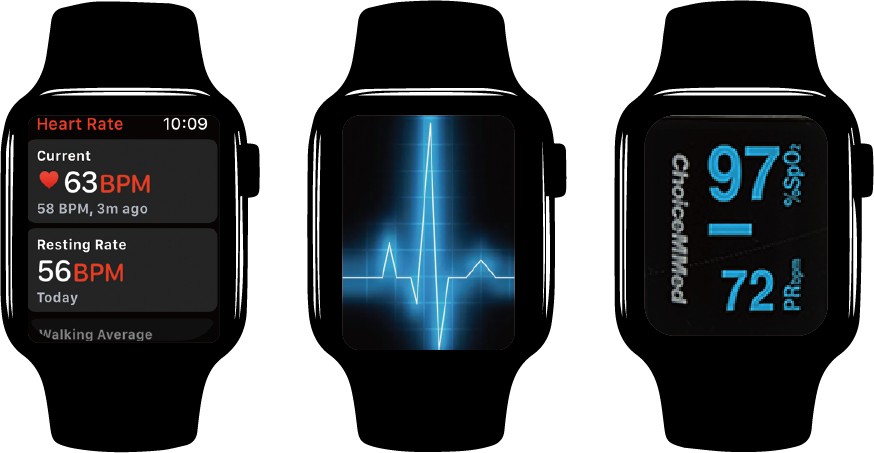 Heart Rate 10:09
Current
63BPM
58 BPM, 3m ago
Resting Rate
56BPM
Today
Walking Average
ChoiceMMed
97 %SpO2
72 PRbpm